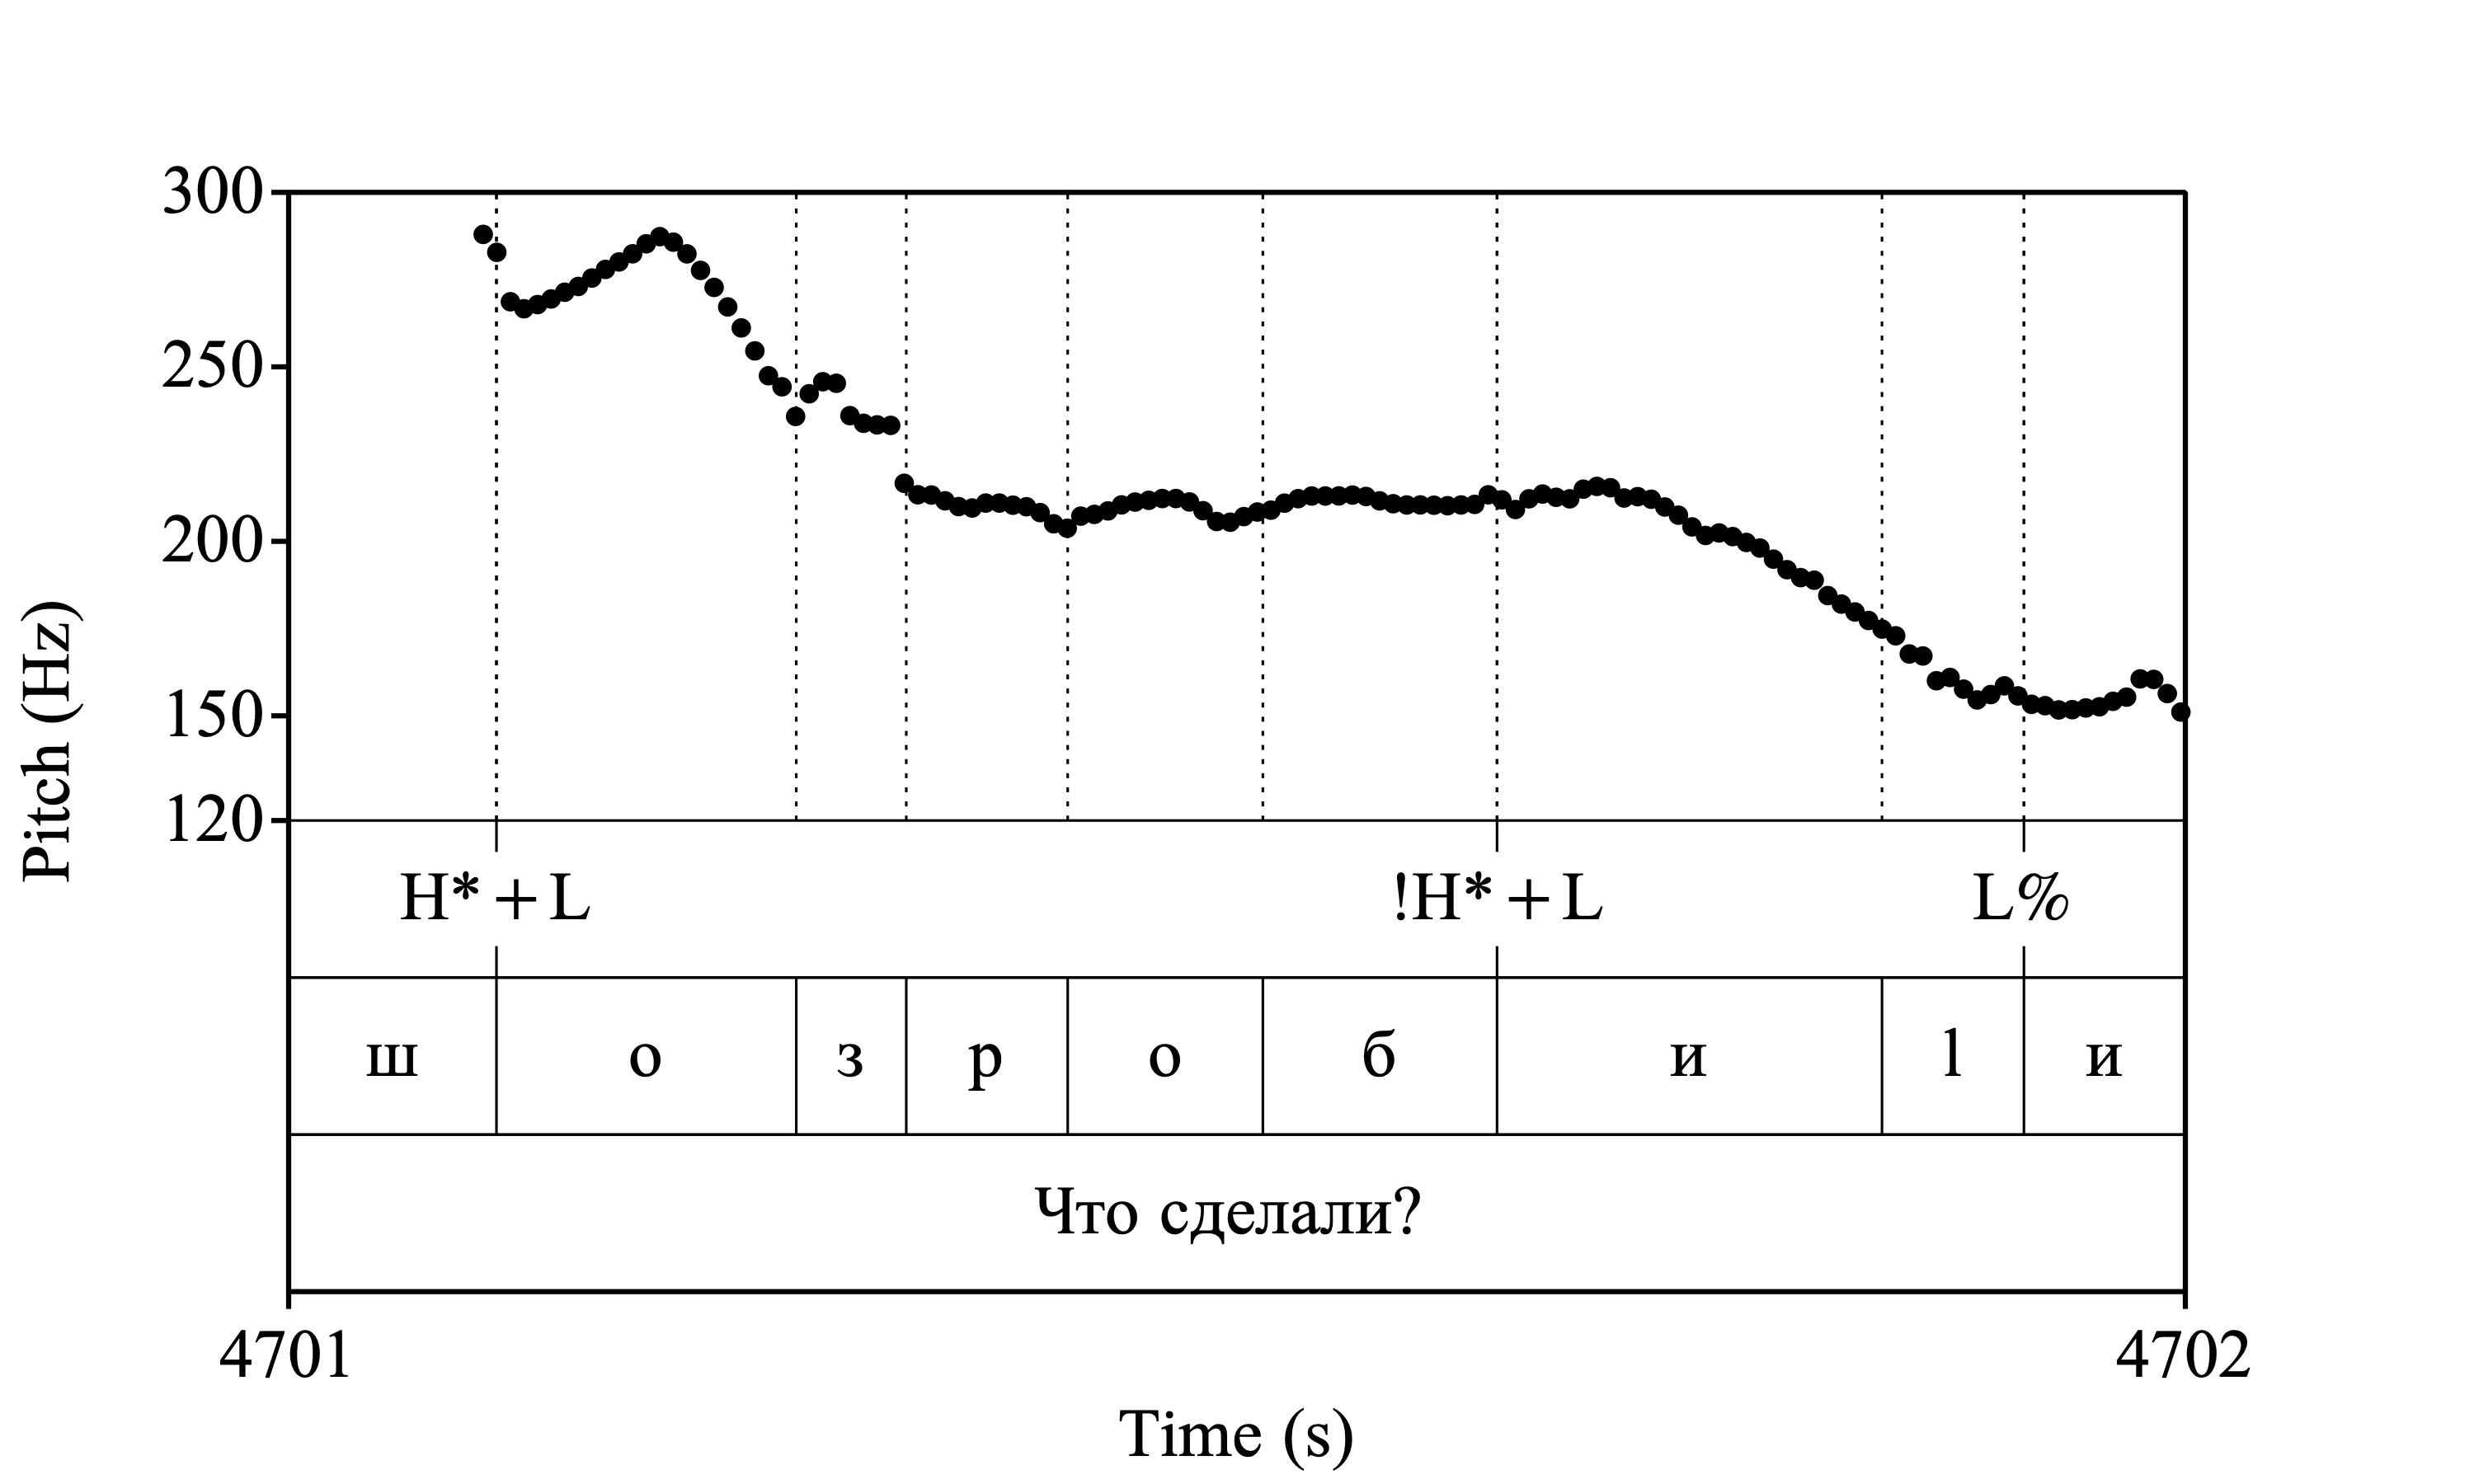 300
250
200
150
120
Pitch (Hz)
H*+L !H*+L L%
ш о з р о б и l и
Что сделали?
4701 4702
Time (s)